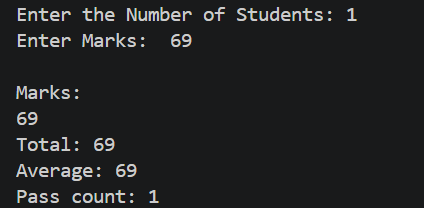 Enter the Number of Students: 1
Enter Marks:  69

Marks:
69
Total: 69
Average: 69
Pass count: 1